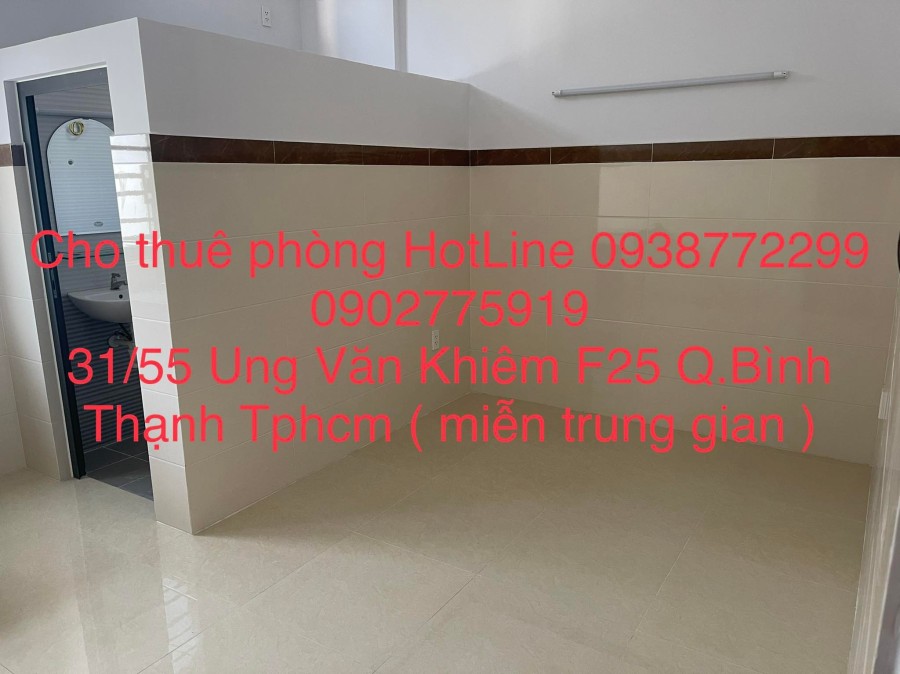 Cho thuê phòng HotLine 0938772299
0902775919
31/55 Ung Văn Khiêm F25 Q.Bình
Thạnh Tphcm ( miễn trung gian )